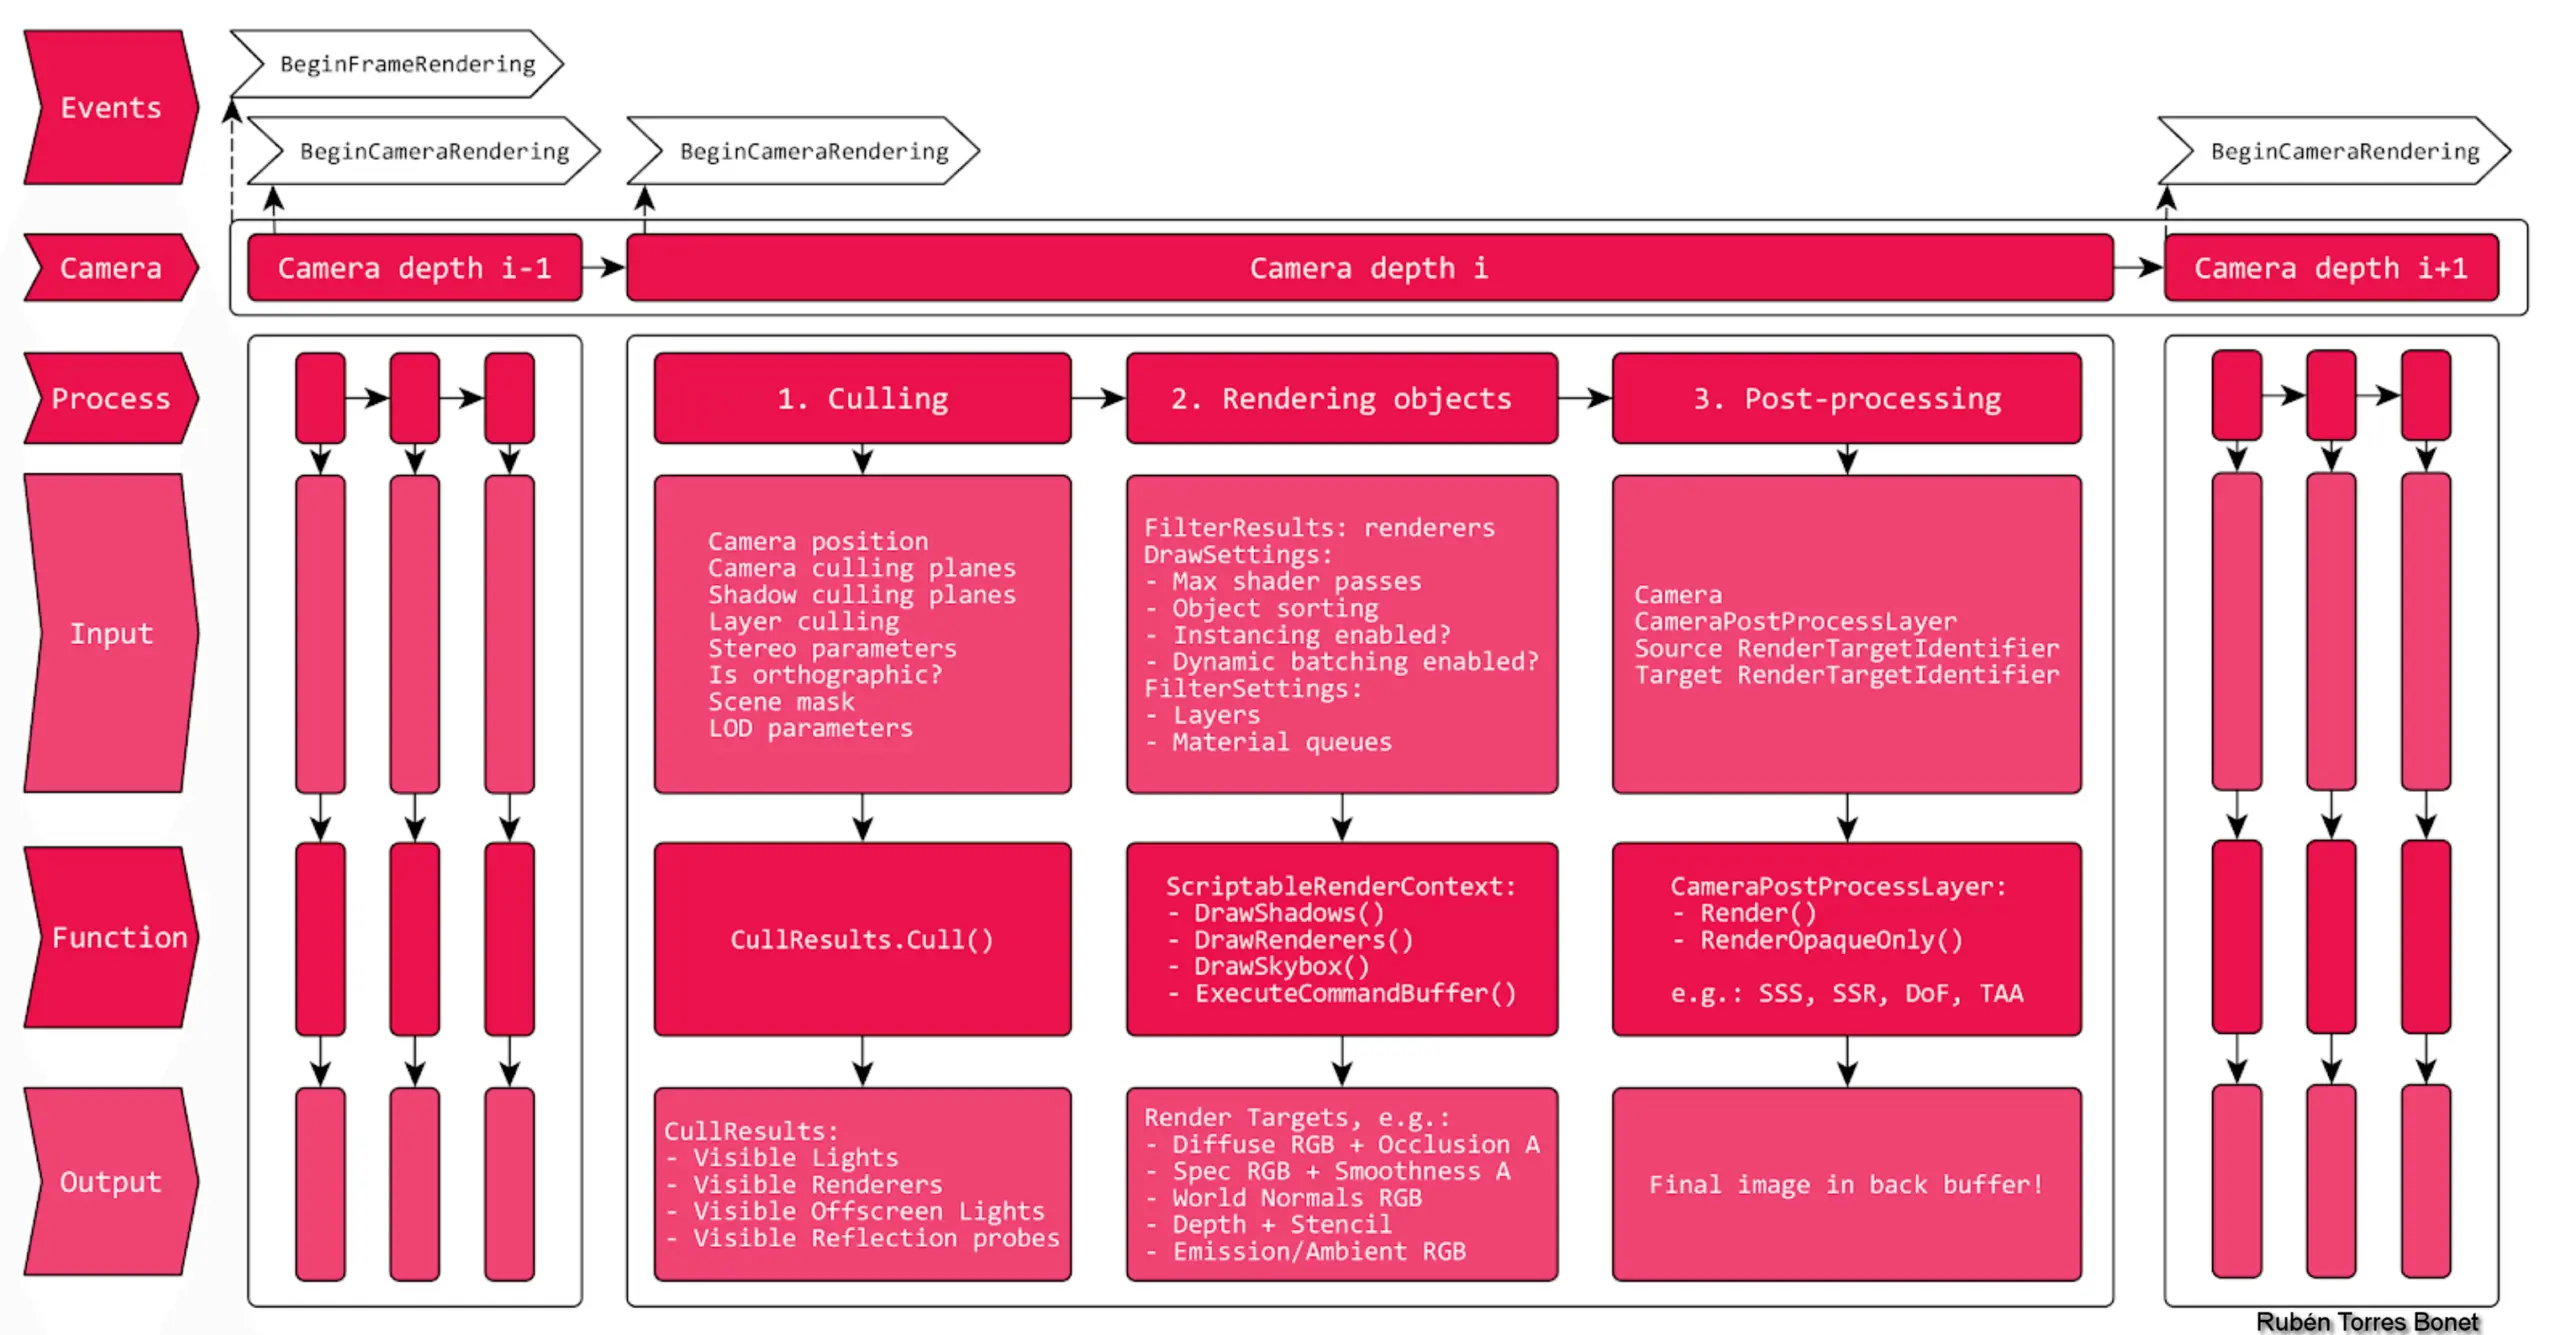 Events
BeginFrameRendering
BeginCameraRendering
BeginCameraRendering
BeginCameraRendering
Camera
Camera depth i-1
Camera depth i
Camera depth i+1
Process
1. Culling
2. Rendering objects
3. Post-processing
Input
Camera position
Camera culling planes
Shadow culling planes
Layer culling
Stereo parameters
Is orthographic?
Scene mask
LOD parameters
FilterResults: renderers
DrawSettings:
- Max shader passes
- Object sorting
- Instancing enabled?
- Dynamic batching enabled?
FilterSettings:
- Layers
- Material queues
Camera
CameraPostProcessLayer
Source RenderTargetIdentifier
Target RenderTargetIdentifier
Function
CullResults.Cull()
ScriptableRenderContext:
- DrawShadows()
- DrawRenderers()
- DrawSkybox()
- ExecuteCommandBuffer()
CameraPostProcessLayer:
- Render()
- RenderOpaqueOnly()
e.g.: SSS, SSR, DoF, TAA
Output
CullResults:
- Visible Lights
- Visible Renderers
- Visible Offscreen Lights
- Visible Reflection probes
Render Targets, e.g.:
- Diffuse RGB + Occlusion A
- Spec RGB + Smoothness A
- World Normals RGB
- Depth + Stencil
- Emission/Ambient RGB
Final image in back buffer!
Rubén Torres Bonet